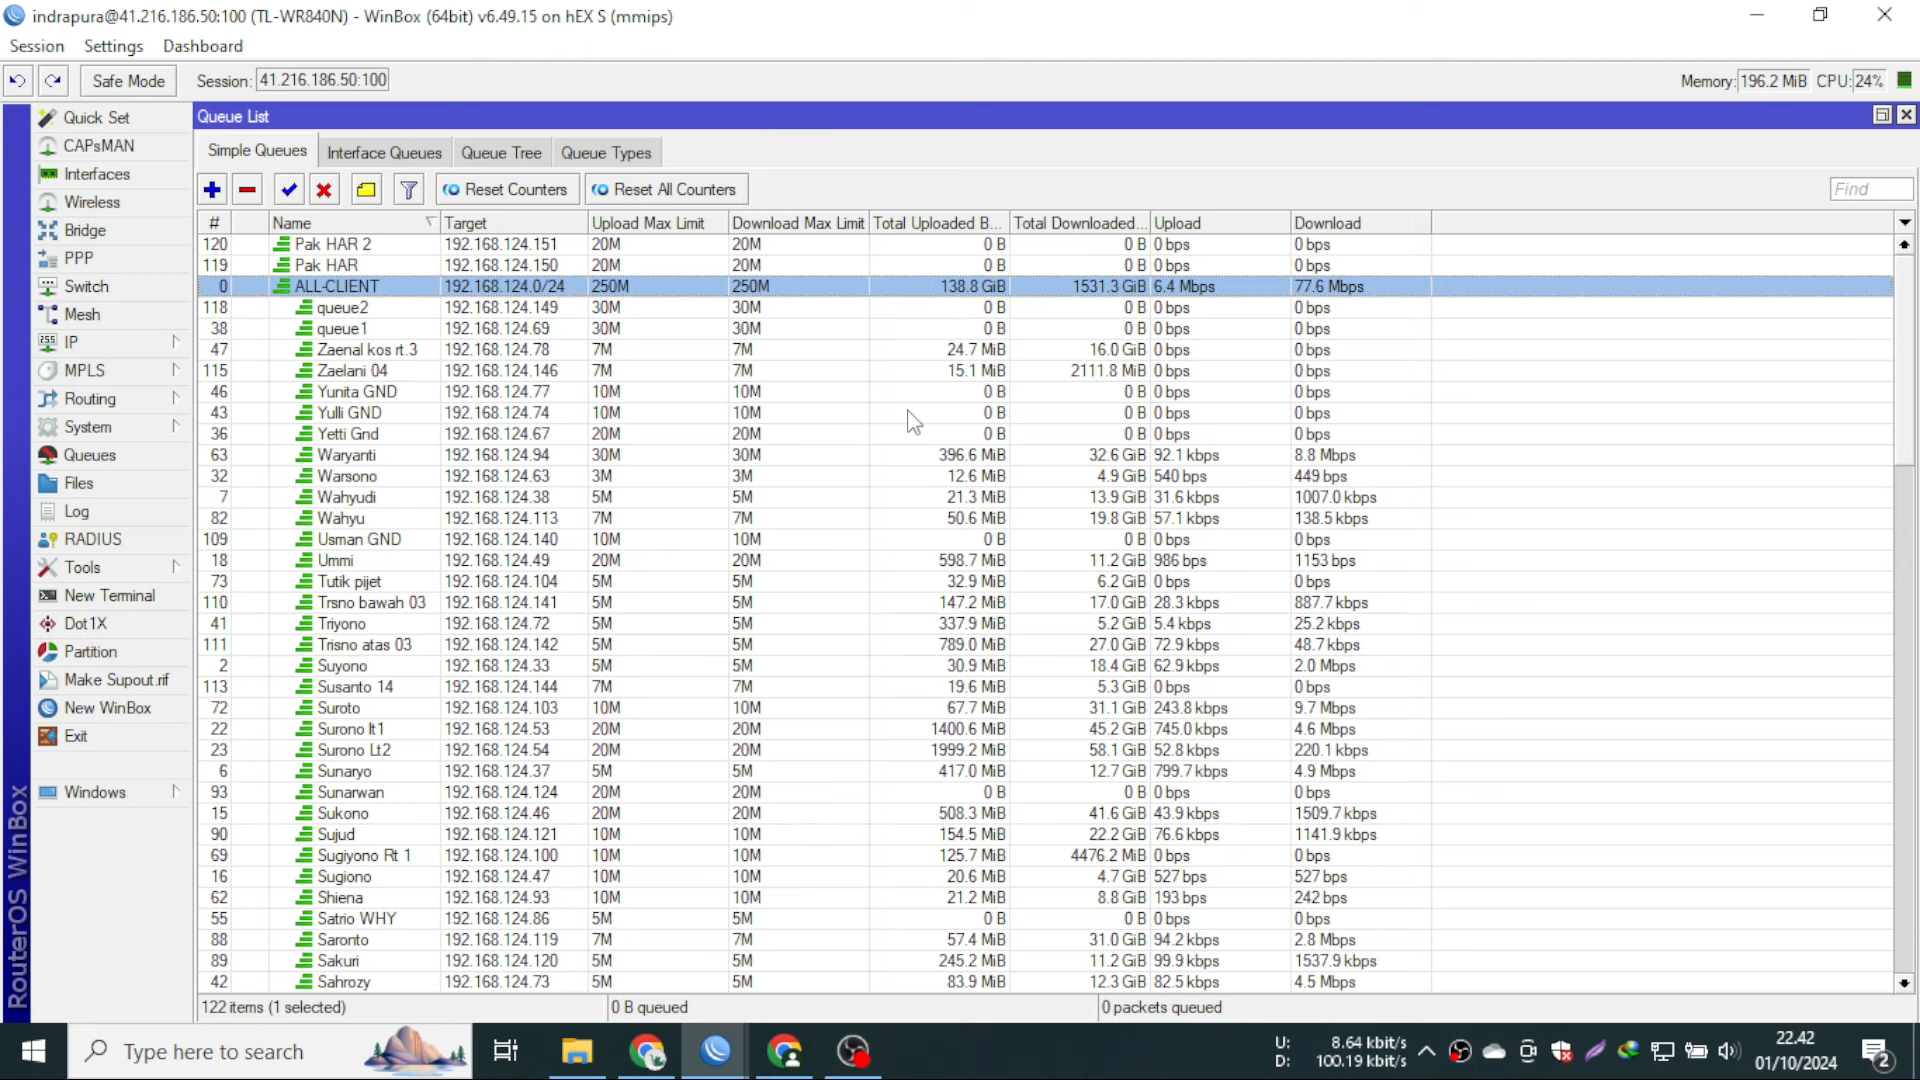 indrapura@41.216.186.50:100 (TL-WR840N) - WinBox (64bit) v6.49.15 on hEX S (mmips)
Session Settings Dashboard
Safe Mode Session: 41.216.186.50:100 Memory: 196.2 MiB CPU: 24%
Quick Set
CAPsMAN
Interfaces
Wireless
Bridge
PPP
Switch
Mesh
IP
MPLS
Routing
System
Queues
Files
Log
RADIUS
Tools
New Terminal
Dot1X
Partition
Make Supout.rif
New WinBox
Exit
Windows
RouterOS WinBox
Queue List
Simple Queues Interface Queues Queue Tree Queue Types
Reset Counters Reset All Counters Find
# Name Target Upload Max Limit Download Max Limit Total Uploaded B... Total Downloaded... Upload Download
120 Pak HAR 2 192.168.124.151 20M 20M 0 B 0 B 0 bps 0 bps
119 Pak HAR 192.168.124.150 20M 20M 0 B 0 B 0 bps 0 bps
0 ALL-CLIENT 192.168.124.0/24 250M 250M 138.8 GiB 1531.3 GiB 6.4 Mbps 77.6 Mbps
118 queue2 192.168.124.149 30M 30M 0 B 0 B 0 bps 0 bps
38 queue1 192.168.124.69 30M 30M 0 B 0 B 0 bps 0 bps
47 Zaenal kos rt.3 192.168.124.78 7M 7M 24.7 MiB 16.0 GiB 0 bps 0 bps
115 Zaelani 04 192.168.124.146 7M 7M 15.1 MiB 2111.8 MiB 0 bps 0 bps
46 Yunita GND 192.168.124.77 10M 10M 0 B 0 B 0 bps 0 bps
43 Yulli GND 192.168.124.74 10M 10M 0 B 0 B 0 bps 0 bps
36 Yetti Gnd 192.168.124.67 20M 20M 0 B 0 B 0 bps 0 bps
63 Waryanti 192.168.124.94 30M 30M 396.6 MiB 32.6 GiB 92.1 kbps 8.8 Mbps
32 Warsono 192.168.124.63 3M 3M 12.6 MiB 4.9 GiB 540 bps 449 bps
7 Wahyudi 192.168.124.38 5M 5M 21.3 MiB 13.9 GiB 31.6 kbps 1007.0 kbps
82 Wahyu 192.168.124.113 7M 7M 50.6 MiB 19.8 GiB 57.1 kbps 138.5 kbps
109 Usman GND 192.168.124.140 10M 10M 0 B 0 B 0 bps 0 bps
18 Ummi 192.168.124.49 20M 20M 598.7 MiB 11.2 GiB 986 bps 1153 bps
73 Tutik pijet 192.168.124.104 5M 5M 32.9 MiB 6.2 GiB 0 bps 0 bps
110 Trsno bawah 03 192.168.124.141 5M 5M 147.2 MiB 17.0 GiB 28.3 kbps 887.7 kbps
41 Triyono 192.168.124.72 5M 5M 337.9 MiB 5.2 GiB 5.4 kbps 25.2 kbps
111 Trisno atas 03 192.168.124.142 5M 5M 789.0 MiB 27.0 GiB 72.9 kbps 48.7 kbps
2 Suyono 192.168.124.33 5M 5M 30.9 MiB 18.4 GiB 62.9 kbps 2.0 Mbps
113 Susanto 14 192.168.124.144 7M 7M 19.6 MiB 5.3 GiB 0 bps 0 bps
72 Suroto 192.168.124.103 10M 10M 67.7 MiB 31.1 GiB 243.8 kbps 9.7 Mbps
22 Surono lt1 192.168.124.53 20M 20M 1400.6 MiB 45.2 GiB 745.0 kbps 4.6 Mbps
23 Surono Lt2 192.168.124.54 20M 20M 1999.2 MiB 58.1 GiB 52.8 kbps 220.1 kbps
6 Sunaryo 192.168.124.37 5M 5M 417.0 MiB 12.7 GiB 799.7 kbps 4.9 Mbps
93 Sunarwan 192.168.124.124 20M 20M 0 B 0 B 0 bps 0 bps
15 Sukono 192.168.124.46 20M 20M 508.3 MiB 41.6 GiB 43.9 kbps 1509.7 kbps
90 Sujud 192.168.124.121 10M 10M 154.5 MiB 22.2 GiB 76.6 kbps 1141.9 kbps
69 Sugiyono Rt 1 192.168.124.100 10M 10M 125.7 MiB 4476.2 MiB 0 bps 0 bps
16 Sugiono 192.168.124.47 10M 10M 20.6 MiB 4.7 GiB 527 bps 527 bps
62 Shiena 192.168.124.93 10M 10M 21.2 MiB 8.8 GiB 193 bps 242 bps
55 Satrio WHY 192.168.124.86 5M 5M 0 B 0 B 0 bps 0 bps
88 Saronto 192.168.124.119 7M 7M 57.4 MiB 31.0 GiB 94.2 kbps 2.8 Mbps
89 Sakuri 192.168.124.120 5M 5M 245.2 MiB 11.2 GiB 99.9 kbps 1537.9 kbps
42 Sahrozy 192.168.124.73 5M 5M 83.9 MiB 12.3 GiB 82.5 kbps 4.5 Mbps
122 items (1 selected) 0 B queued 0 packets queued
Type here to search
U: 8.64 kbit/s
D: 100.19 kbit/s
22.42
01/10/2024
2